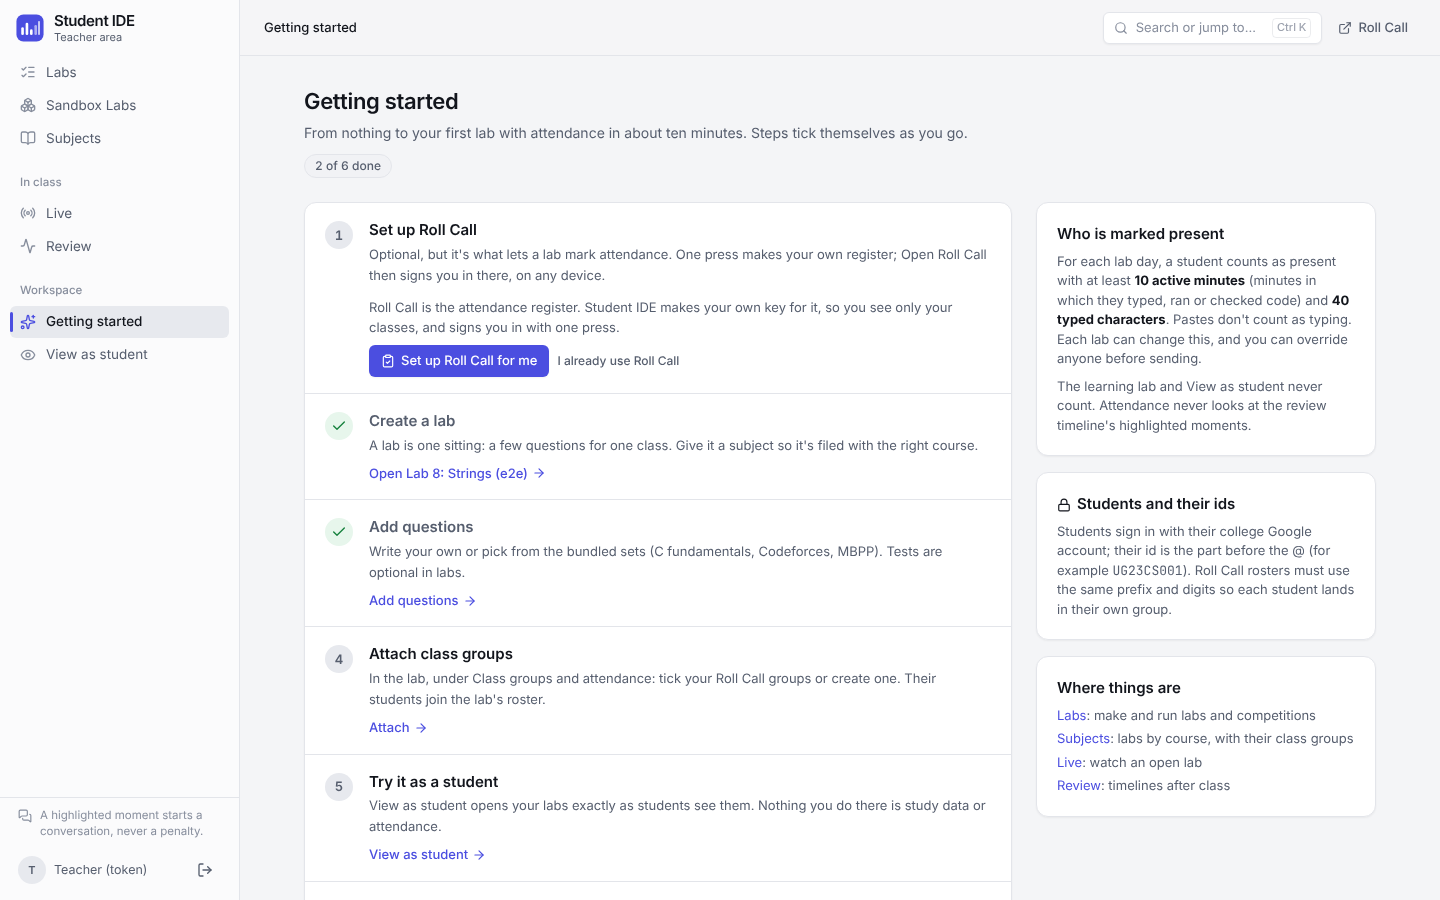 Student IDE
Teacher area
Labs
Sandbox Labs
Subjects
In class
Live
Review
Workspace
Getting started
View as student
A highlighted moment starts a
conversation, never a penalty.
T
Teacher (token)
Getting started
Search or jump to...
Ctrl K
Roll Call
Getting started
From nothing to your first lab with attendance in about ten minutes. Steps tick themselves as you go.
2 of 6 done
1
Set up Roll Call
Optional, but it's what lets a lab mark attendance. One press makes your own register; Open Roll Call
then signs you in there, on any device.
Roll Call is the attendance register. Student IDE makes your own key for it, so you see only your
classes, and signs you in with one press.
Set up Roll Call for me
I already use Roll Call
Create a lab
A lab is one sitting: a few questions for one class. Give it a subject so it's filed with the right course.
Open Lab 8: Strings (e2e) →
Add questions
Write your own or pick from the bundled sets (C fundamentals, Codeforces, MBPP). Tests are
optional in labs.
Add questions →
4
Attach class groups
In the lab, under Class groups and attendance: tick your Roll Call groups or create one. Their
students join the lab's roster.
Attach →
5
Try it as a student
View as student opens your labs exactly as students see them. Nothing you do there is study data or
attendance.
View as student →
Who is marked present
For each lab day, a student counts as present
with at least 10 active minutes (minutes in
which they typed, ran or checked code) and 40
typed characters. Pastes don't count as typing.
Each lab can change this, and you can override
anyone before sending.
The learning lab and View as student never
count. Attendance never looks at the review
timeline's highlighted moments.
Students and their ids
Students sign in with their college Google
account; their id is the part before the @ (for
example UG23CS001). Roll Call rosters must use
the same prefix and digits so each student lands
in their own group.
Where things are
Labs: make and run labs and competitions
Subjects: labs by course, with their class groups
Live: watch an open lab
Review: timelines after class